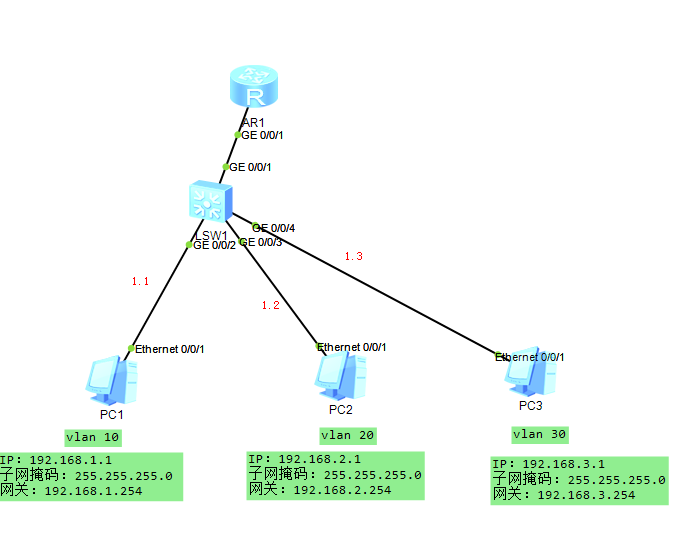 R
AR1
GE 0/0/1
GE 0/0/1
LSW1
GE 0/0/4
GE 0/0/2
GE 0/0/3
1.1
1.2
1.3
Ethernet 0/0/1
Ethernet 0/0/1
Ethernet 0/0/1
PC1
PC2
PC3
vlan 10
vlan 20
vlan 30
IP: 192.168.1.1
子网掩码: 255.255.255.0
网关: 192.168.1.254
IP: 192.168.2.1
子网掩码: 255.255.255.0
网关: 192.168.2.254
IP: 192.168.3.1
子网掩码: 255.255.255.0
网关: 192.168.3.254